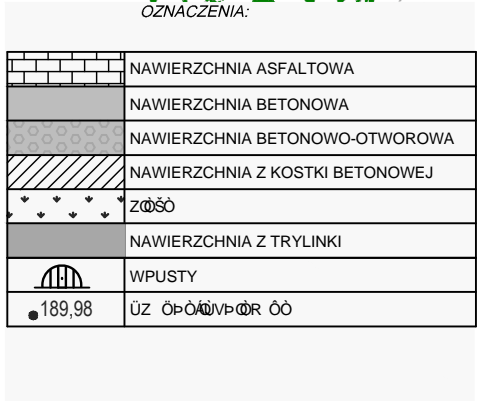 OZNACZENIA:
NAWIERZCHNIA ASFALTOWA
NAWIERZCHNIA BETONOWA
NAWIERZCHNIA BETONOWO-OTWOROWA
NAWIERZCHNIA Z KOSTKI BETONOWEJ
NAWIERZCHNIA Z TRYLINKI
WPUSTY
189,98